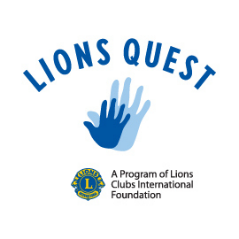 LIONS QUEST
L
A Program of Lions
Clubs International
Foundation